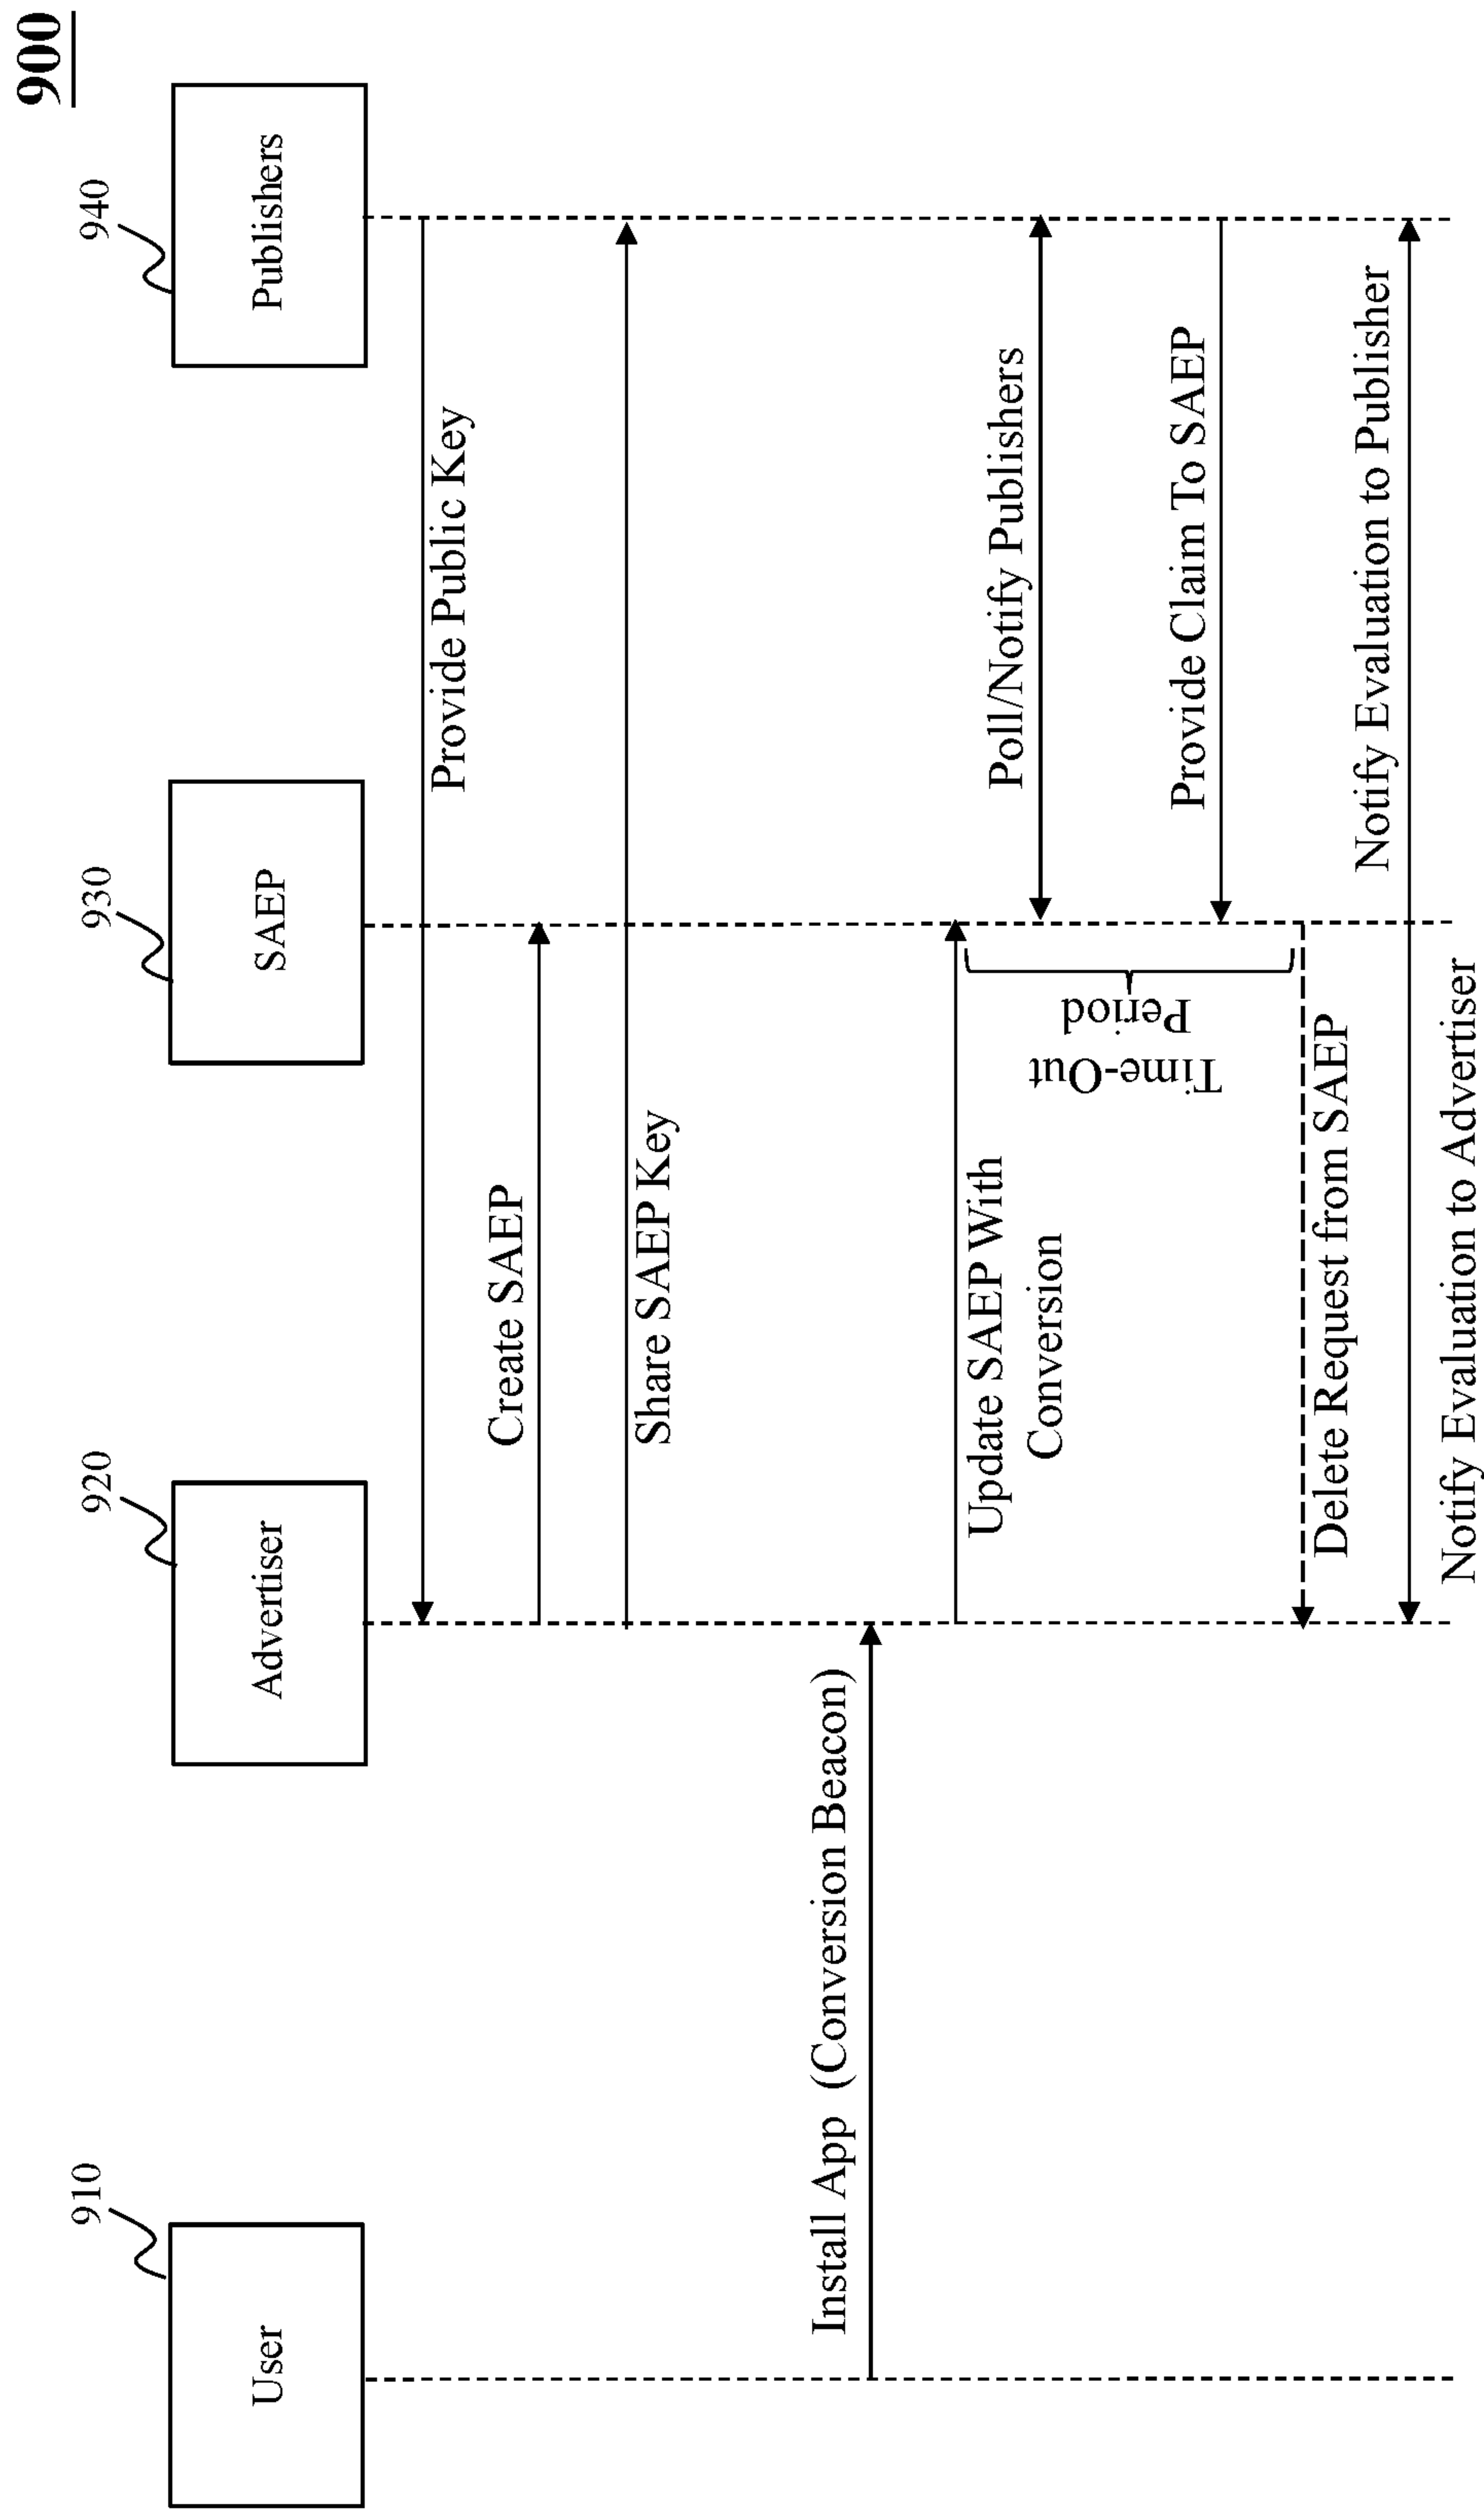 900
910
920
930
940
User
Advertiser
SAEP
Publishers
Provide Public Key
Create SAEP
Share SAEP Key
Install App (Conversion Beacon)
Update SAEP With
Conversion
Poll/Notify Publishers
Time-Out
Period
Provide Claim To SAEP
Delete Request from SAEP
Notify Evaluation to Publisher
Notify Evaluation to Advertiser